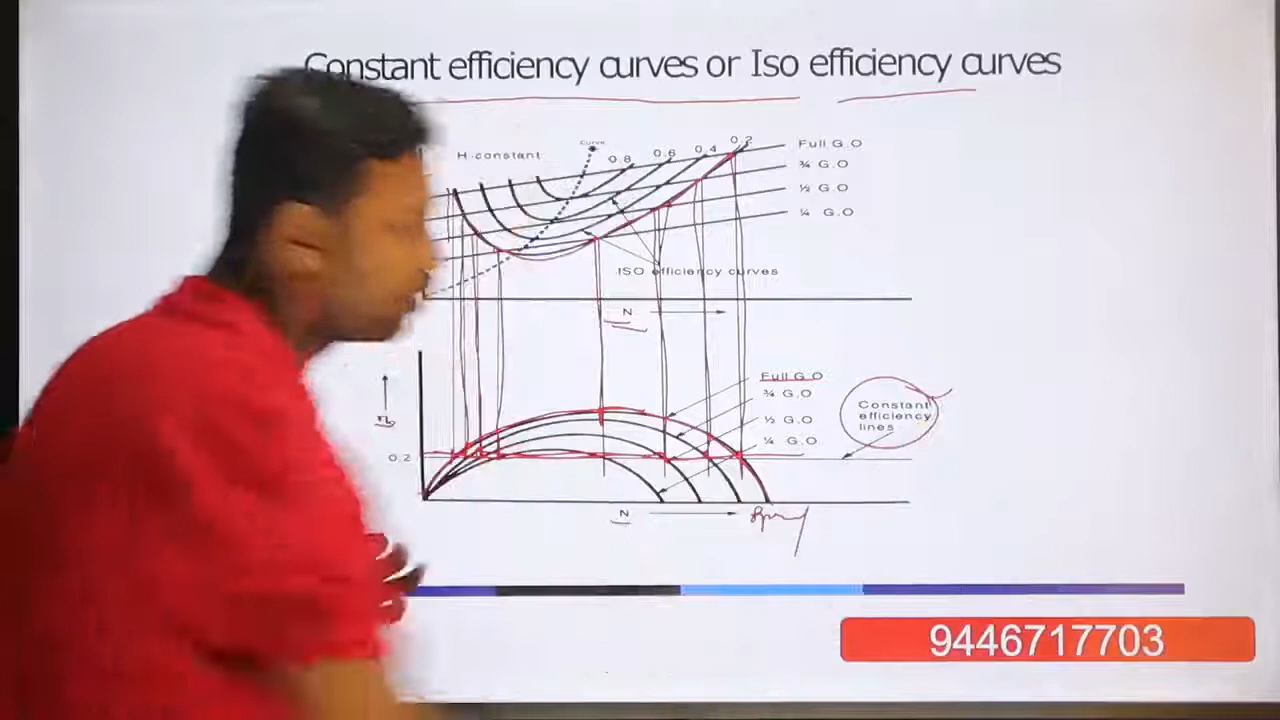 Constant efficiency curves or Iso efficiency curves
H-constant
Curve
0.8
0.6
0.4
0.2
Full G.O
¾ G.O
½ G.O
¼ G.O
ISO efficiency curves
N
Full G.O
¾ G.O
½ G.O
¼ G.O
Constant
efficiency
lines
η
0.2
N
9446717703